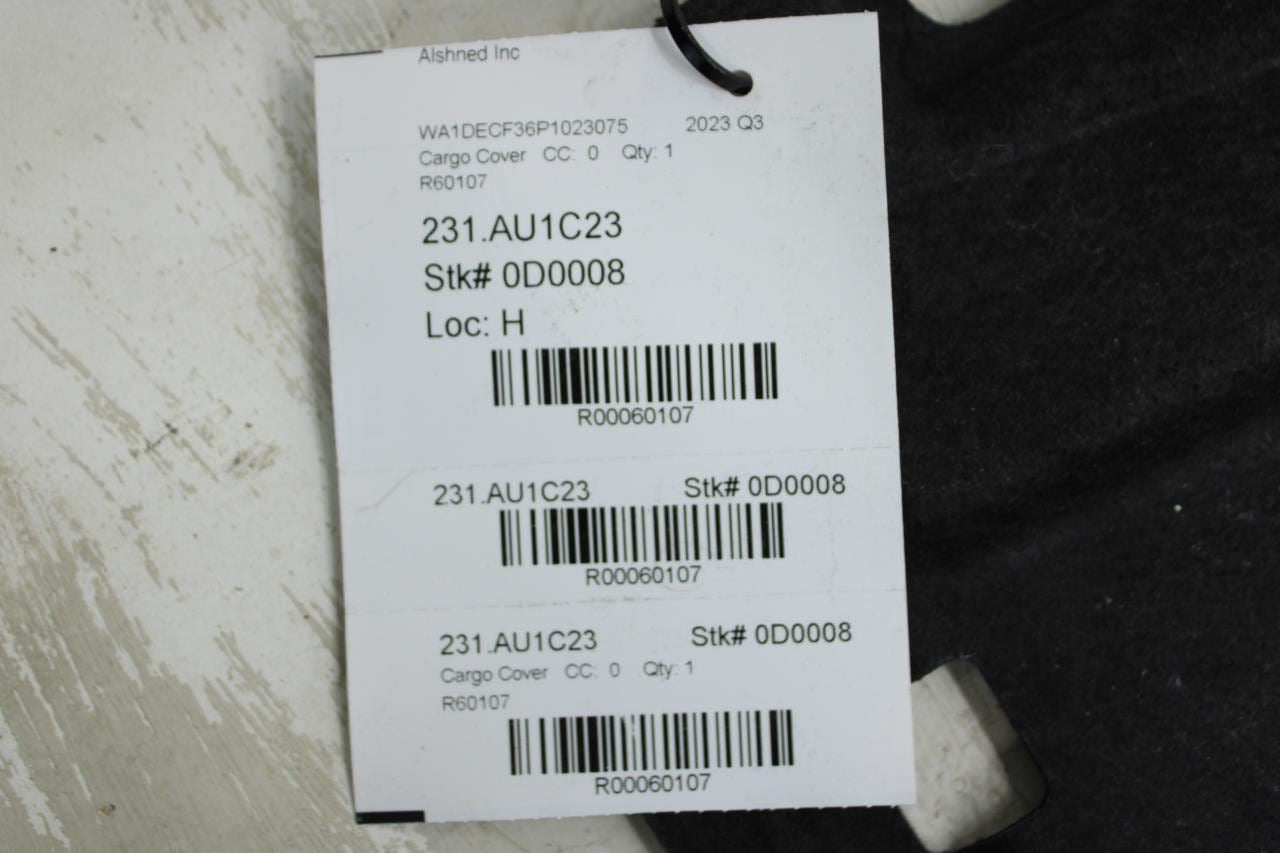 Alshned Inc
WA1DECF36P1023075 2023 Q3
Cargo Cover CC: 0 Qty: 1
R60107
231.AU1C23
Stk# 0D0008
Loc: H
R00060107
231.AU1C23 Stk# 0D0008
R00060107
231.AU1C23 Stk# 0D0008
Cargo Cover CC: 0 Qty: 1
R60107
R00060107